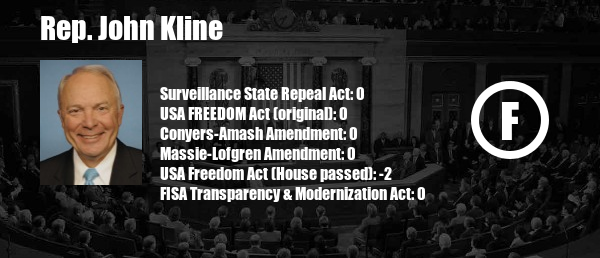 Rep. John Kline
Surveillance State Repeal Act: 0
USA FREEDOM Act (original): 0
Conyers-Amash Amendment: 0
Massie-Lofgren Amendment: 0
USA Freedom Act (House passed): -2
FISA Transparency & Modernization Act: 0
F